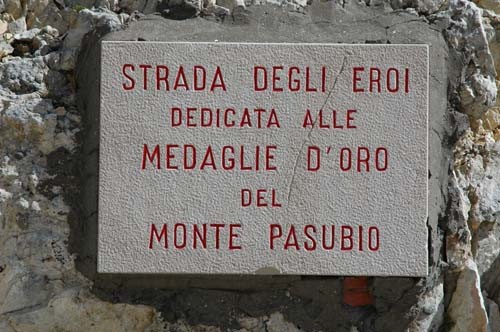 STRADA DEGLI EROI
DEDICATA ALLE
MEDAGLIE D'ORO
DEL
MONTE PASUBIO